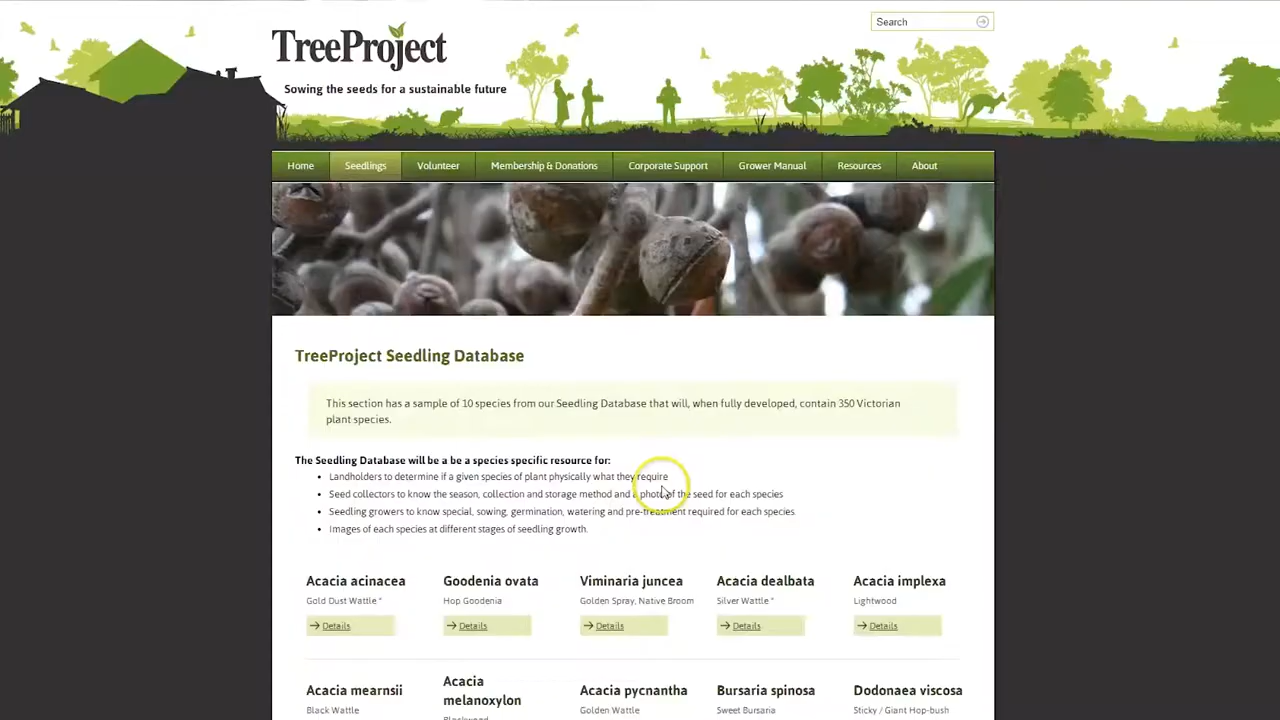 TreeProject
Search
Sowing the seeds for a sustainable future
Home Seedlings Volunteer Membership & Donations Corporate Support Grower Manual Resources About
TreeProject Seedling Database
This section has a sample of 10 species from our Seedling Database that will, when fully developed, contain 350 Victorian
plant species.
The Seedling Database will be a be a species specific resource for:
Landholders to determine if a given species of plant physically what they require
Seed collectors to know the season, collection and storage method and a photo of the seed for each species
Seedling growers to know special, sowing, germination, watering and pre-treatment required for each species.
Images of each species at different stages of seedling growth.
Acacia acinacea Goodenia ovata Viminaria juncea Acacia dealbata Acacia implexa
Gold Dust Wattle * Hop Goodenia Golden Spray, Native Broom Silver Wattle * Lightwood
Details Details Details Details Details
Acacia mearnsii Acacia melanoxylon Acacia pycnantha Bursaria spinosa Dodonaea viscosa
Black Wattle Blackwood Golden Wattle Sweet Bursaria Sticky / Giant Hop-bush